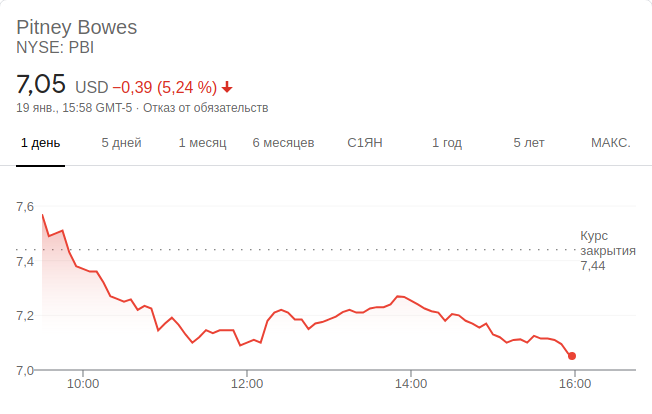 Pitney Bowes
NYSE: PBI
7,05 USD −0,39 (5,24 %)
19 янв., 15:58 GMT-5 · Отказ от обязательств
1 день 5 дней 1 месяц 6 месяцев С1ЯН 1 год 5 лет МАКС.
7,6
Курс
закрытия
7,44
7,4
7,2
7,0
10:00 12:00 14:00 16:00